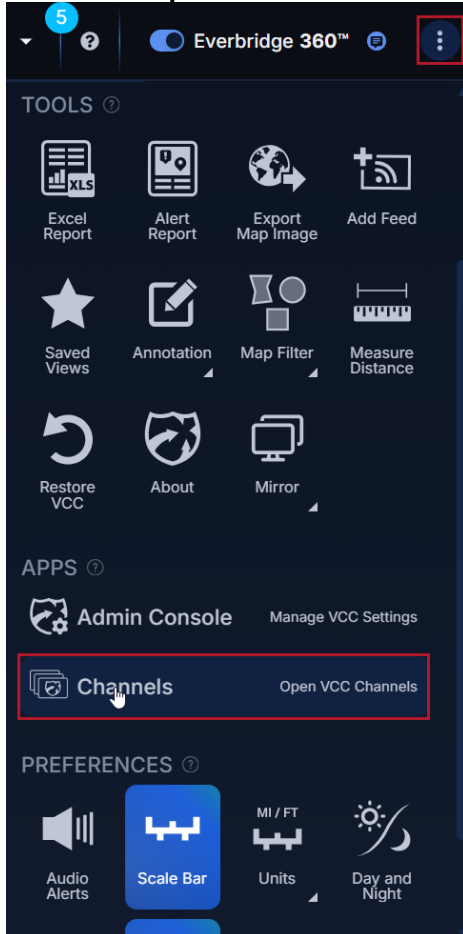 5
? Everbridge 360™
TOOLS ?
XLS
Excel Report
Alert Report
Export Map Image
Add Feed
Saved Views
Annotation
Map Filter
Measure Distance
Restore VCC
About
Mirror
APPS ?
Admin Console Manage VCC Settings
Channels Open VCC Channels
PREFERENCES ?
MI / FT
Audio Alerts
Scale Bar
Units
Day and Night